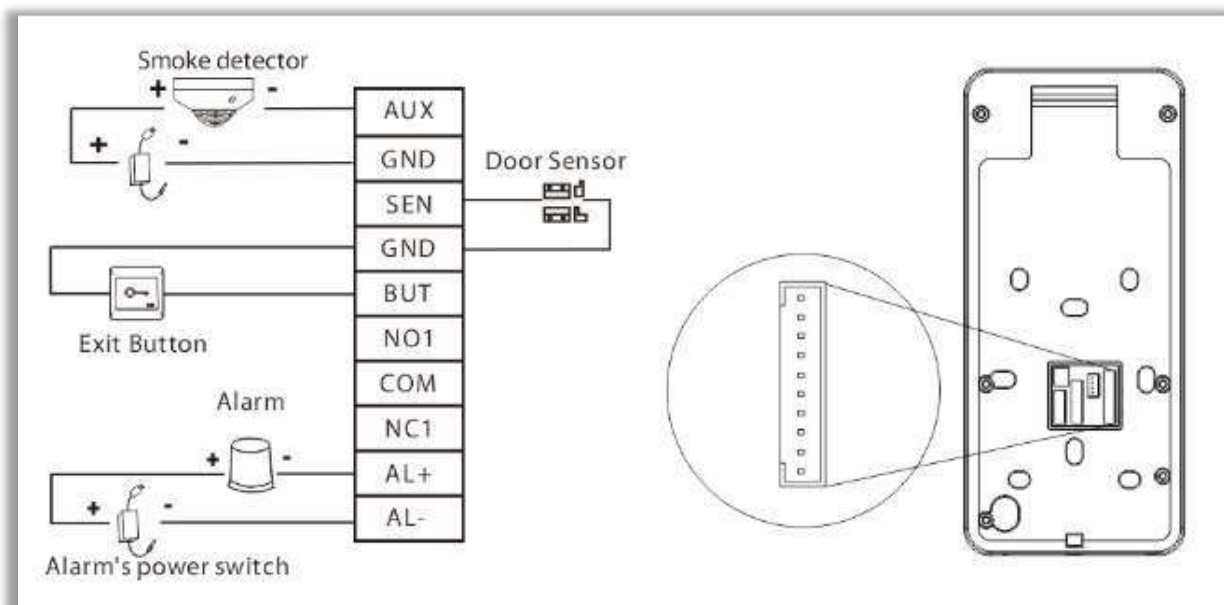 Smoke detector
+ -
+ -
AUX
GND
SEN
GND
BUT
NO1
COM
NC1
AL+
AL-
Door Sensor
Exit Button
Alarm
+ -
+ -
Alarm's power switch